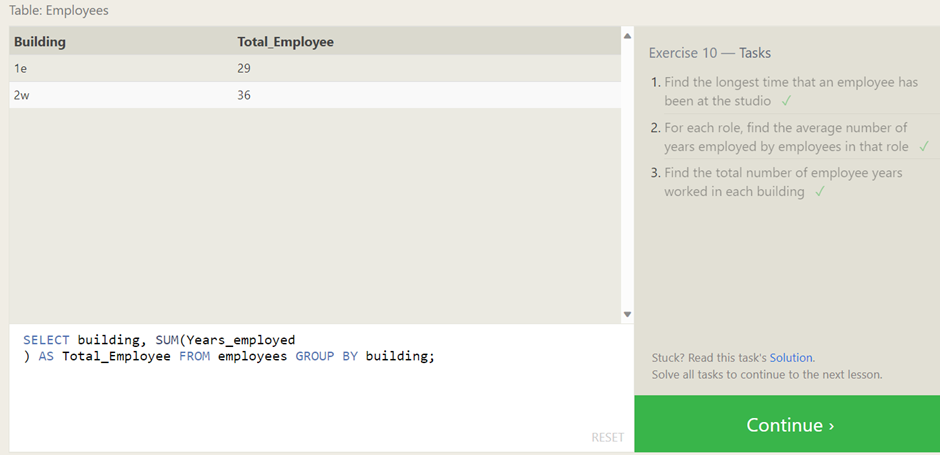 Table: Employees
Building Total_Employee
1e 29
2w 36
SELECT building, SUM(Years_employed
) AS Total_Employee FROM employees GROUP BY building;
RESET
Exercise 10 — Tasks
1. Find the longest time that an employee has
been at the studio ✓
2. For each role, find the average number of
years employed by employees in that role ✓
3. Find the total number of employee years
worked in each building ✓
Stuck? Read this task's Solution.
Solve all tasks to continue to the next lesson.
Continue ›